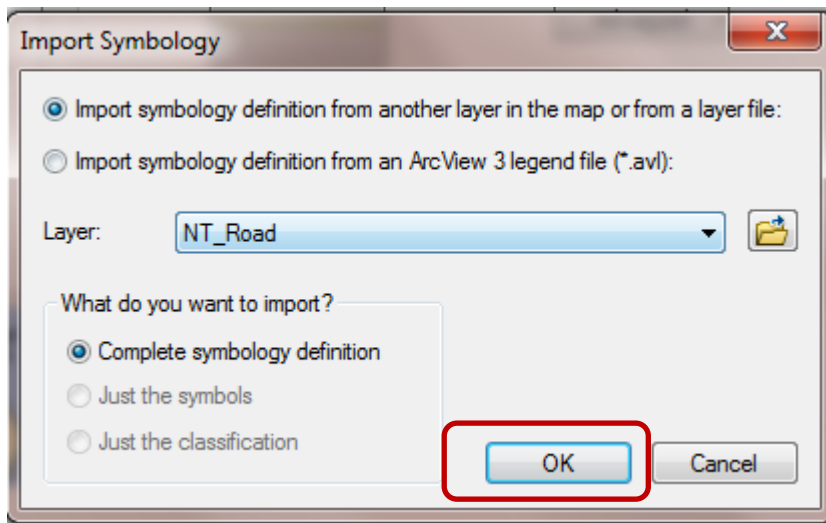 Import Symbology
Import symbology definition from another layer in the map or from a layer file:
Import symbology definition from an ArcView 3 legend file (*.avl):
Layer: NT_Road
What do you want to import?
Complete symbology definition
Just the symbols
Just the classification
OK Cancel